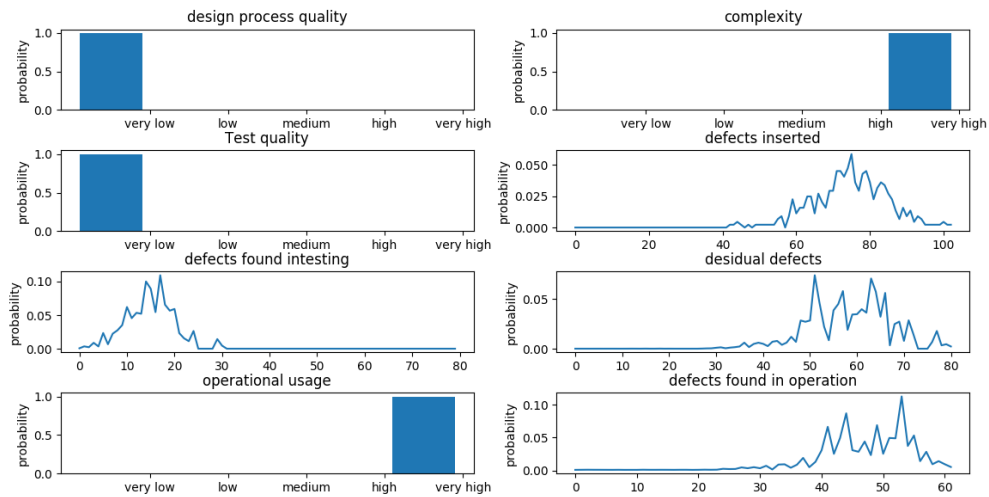 design process quality
probability
1.0
0.5
0.0
very low low medium high very high
complexity
probability
1.0
0.5
0.0
very low low medium high very high
Test quality
probability
1.0
0.5
0.0
very low low medium high very high
defects inserted
probability
0.050
0.025
0.000
0 20 40 60 80 100
defects found intesting
probability
0.10
0.05
0.00
0 10 20 30 40 50 60 70 80
desidual defects
probability
0.05
0.00
0 10 20 30 40 50 60 70 80
operational usage
probability
1.0
0.5
0.0
very low low medium high very high
defects found in operation
probability
0.10
0.05
0.00
0 10 20 30 40 50 60